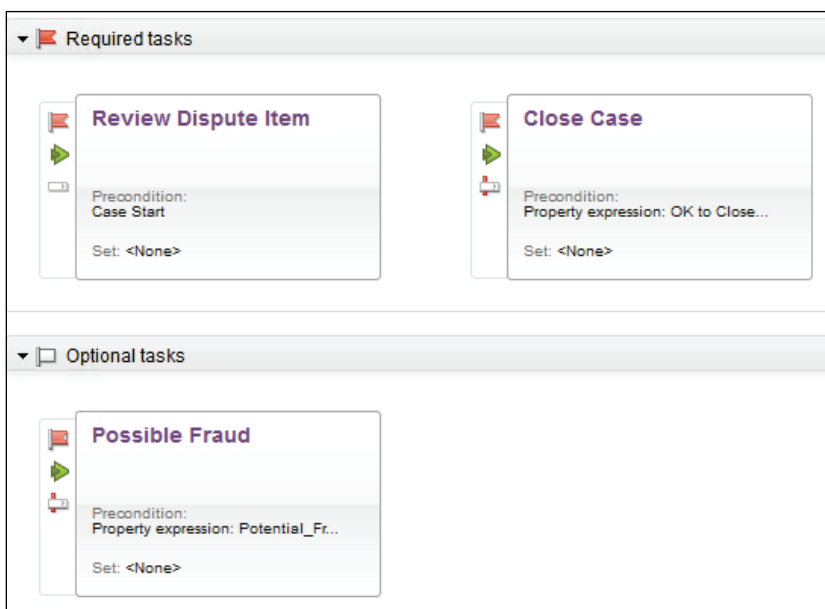 Required tasks
Review Dispute Item
Close Case
Precondition:
Case Start
Precondition:
Property expression: OK to Close...
Set: <None>
Set: <None>
Optional tasks
Possible Fraud
Precondition:
Property expression: Potential_Fr...
Set: <None>